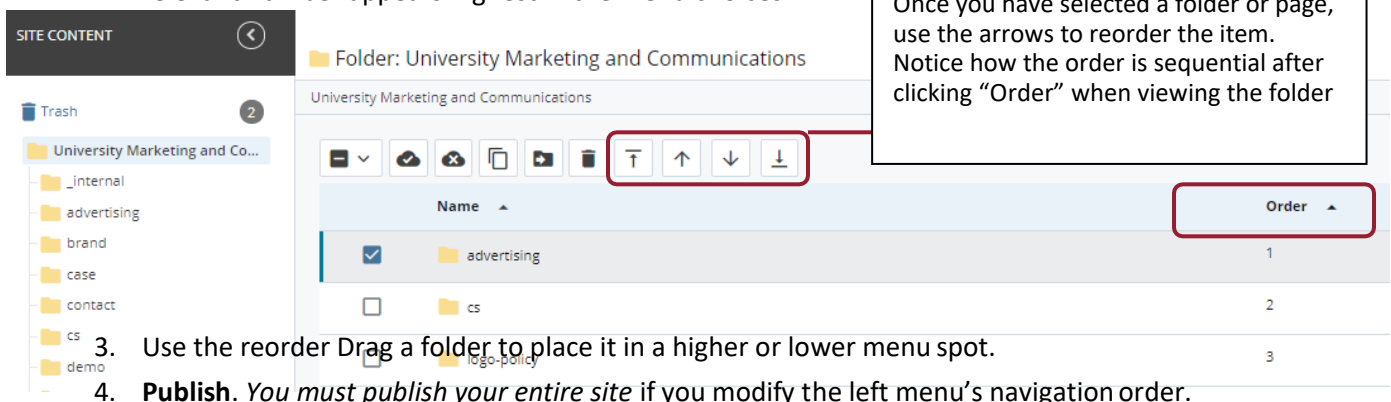 Once you have selected a folder or page,
use the arrows to reorder the item.
Notice how the order is sequential after
clicking “Order” when viewing the folder
SITE CONTENT
Trash
2
University Marketing and Co...
_internal
advertising
brand
case
contact
cs
demo
Folder: University Marketing and Communications
University Marketing and Communications
Name
Order
advertising
1
cs
2
logo-policy
3
3. Use the reorder Drag a folder to place it in a higher or lower menu spot.
4. Publish. You must publish your entire site if you modify the left menu’s navigation order.